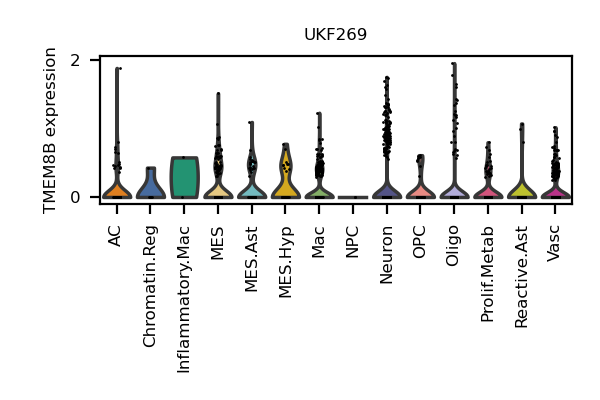 UKF269
TMEM8B expression
2
0
AC
Chromatin.Reg
Inflammatory.Mac
MES
MES.Ast
MES.Hyp
Mac
NPC
Neuron
OPC
Oligo
Prolif.Metab
Reactive.Ast
Vasc